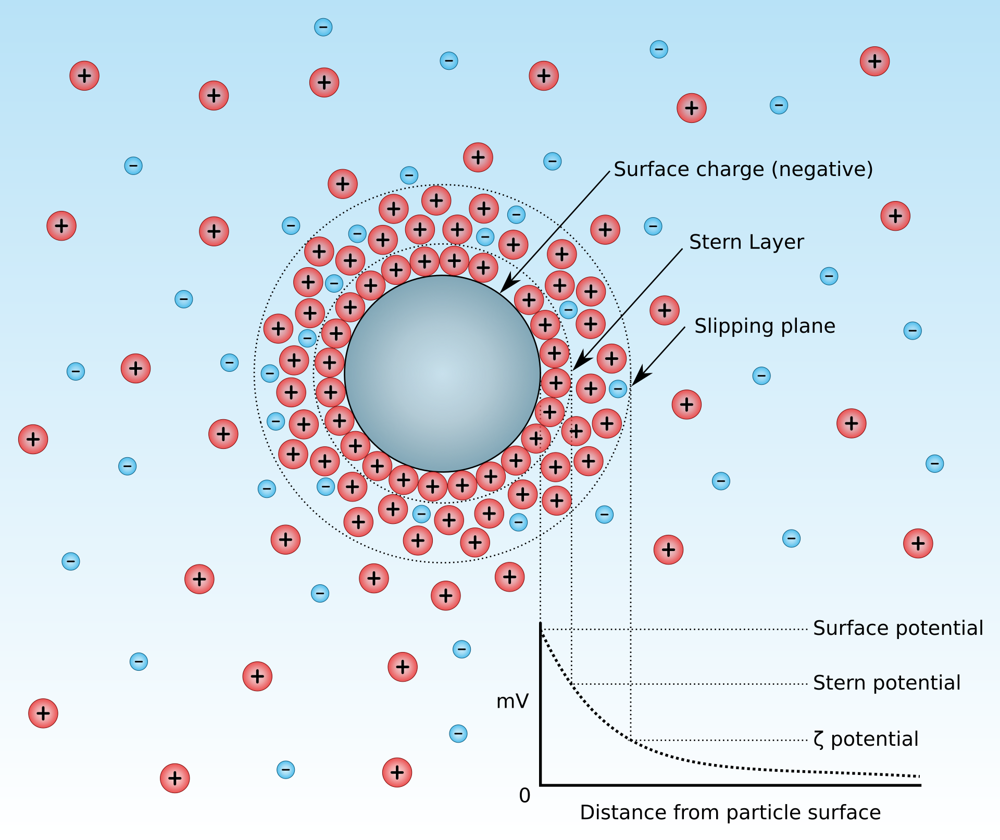 Surface charge (negative)
Stern Layer
Slipping plane
Surface potential
Stern potential
mV
ζ potential
0
Distance from particle surface